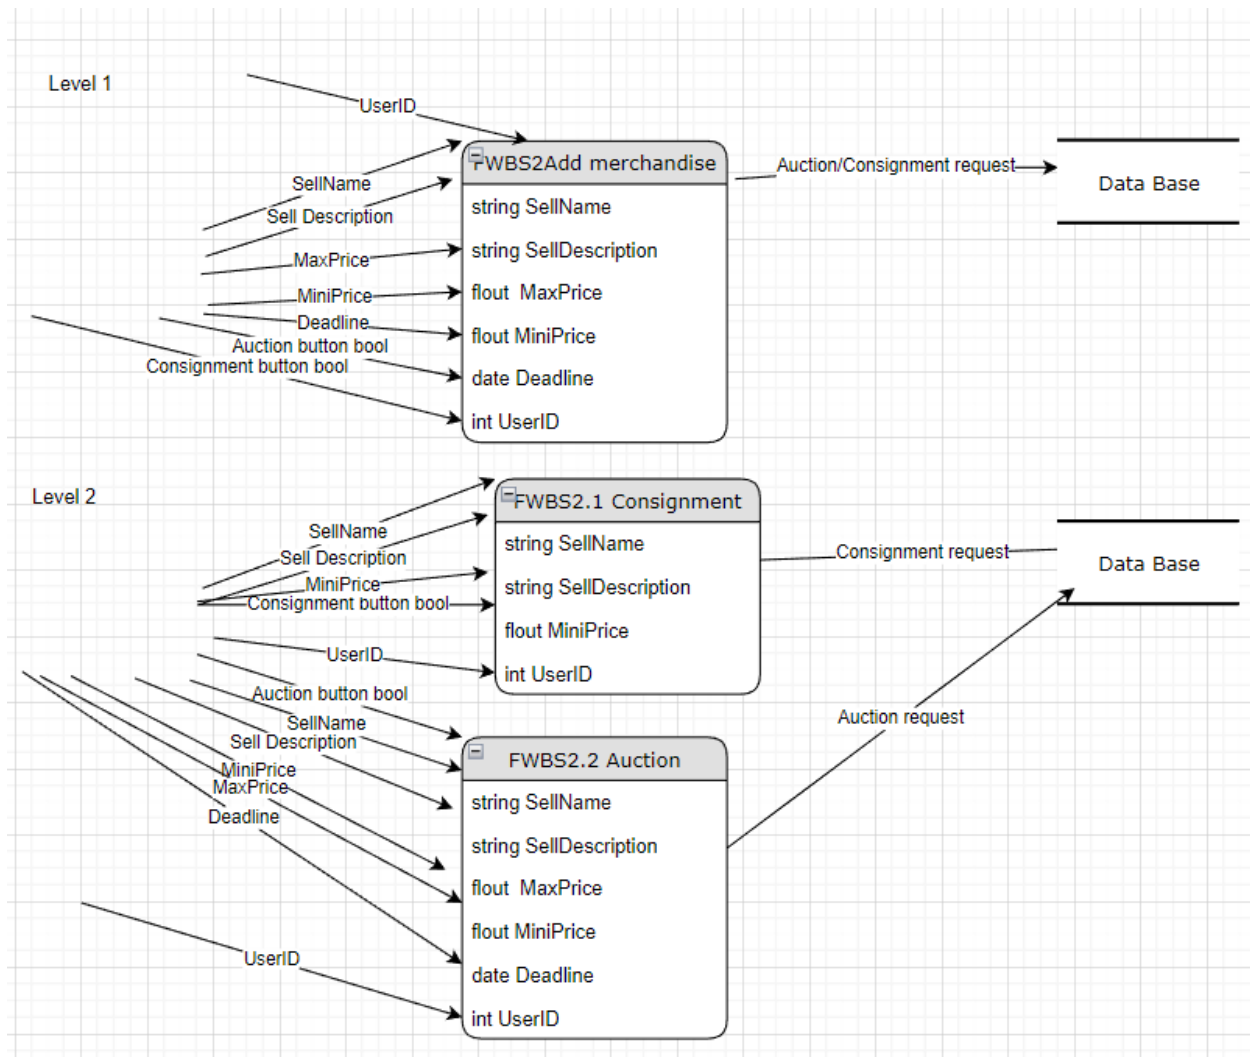 Level 1
UserID
FWBS2Add merchandise
Auction/Consignment request
Data Base
SellName
Sell Description
MaxPrice
MiniPrice
Deadline
Auction button bool
Consignment button bool
string SellName
string SellDescription
flout  MaxPrice
flout MiniPrice
date Deadline
int UserID
Level 2
FWBS2.1 Consignment
SellName
Sell Description
MiniPrice
Consignment button bool
UserID
string SellName
string SellDescription
flout MiniPrice
int UserID
Consignment request
Data Base
Auction button bool
SellName
Sell Description
MiniPrice
MaxPrice
Deadline
UserID
FWBS2.2 Auction
string SellName
string SellDescription
flout  MaxPrice
flout MiniPrice
date Deadline
int UserID
Auction request